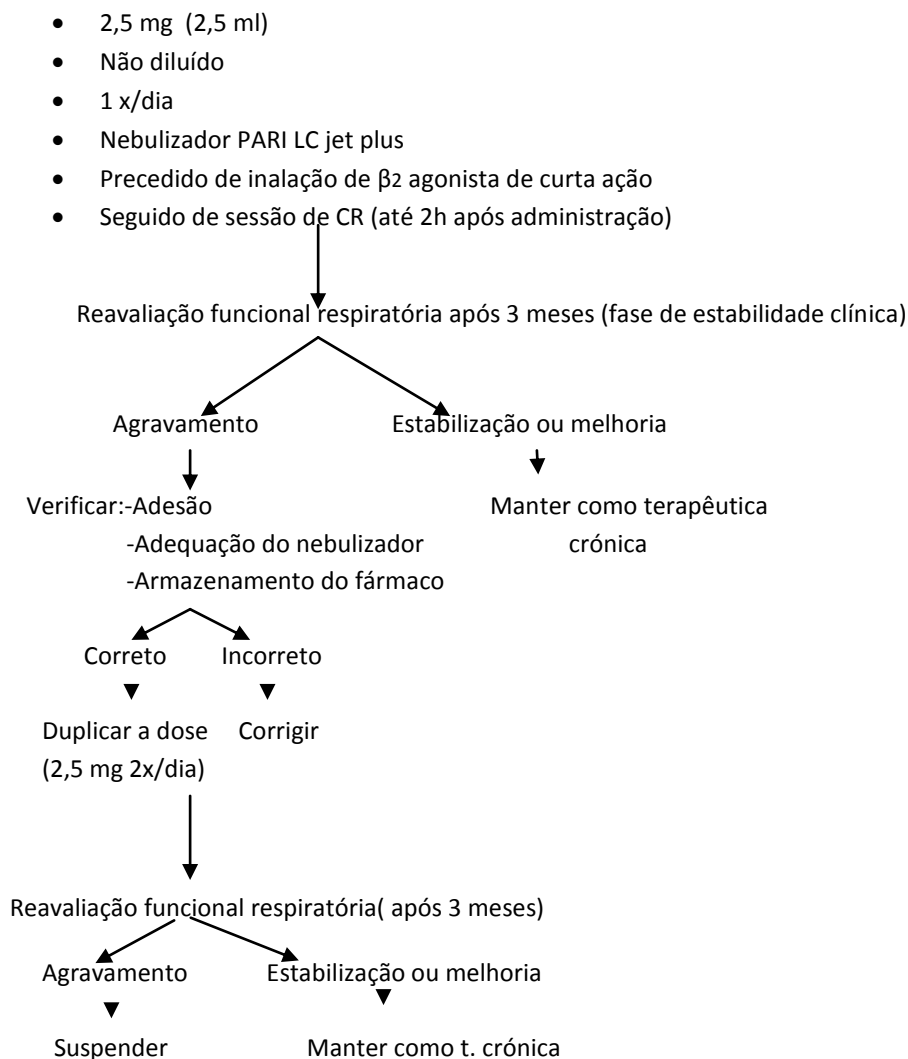 • 2,5 mg (2,5 ml)
• Não diluído
• 1 x/dia
• Nebulizador PARI LC jet plus
• Precedido de inalação de β2 agonista de curta ação
• Seguido de sessão de CR (até 2h após administração)
Reavaliação funcional respiratória após 3 meses (fase de estabilidade clínica)
Agravamento Estabilização ou melhoria
Verificar:-Adesão Manter como terapêutica
-Adequação do nebulizador crónica
-Armazenamento do fármaco
Correto Incorreto
Duplicar a dose Corrigir
(2,5 mg 2x/dia)
Reavaliação funcional respiratória( após 3 meses)
Agravamento Estabilização ou melhoria
Suspender Manter como t. crónica